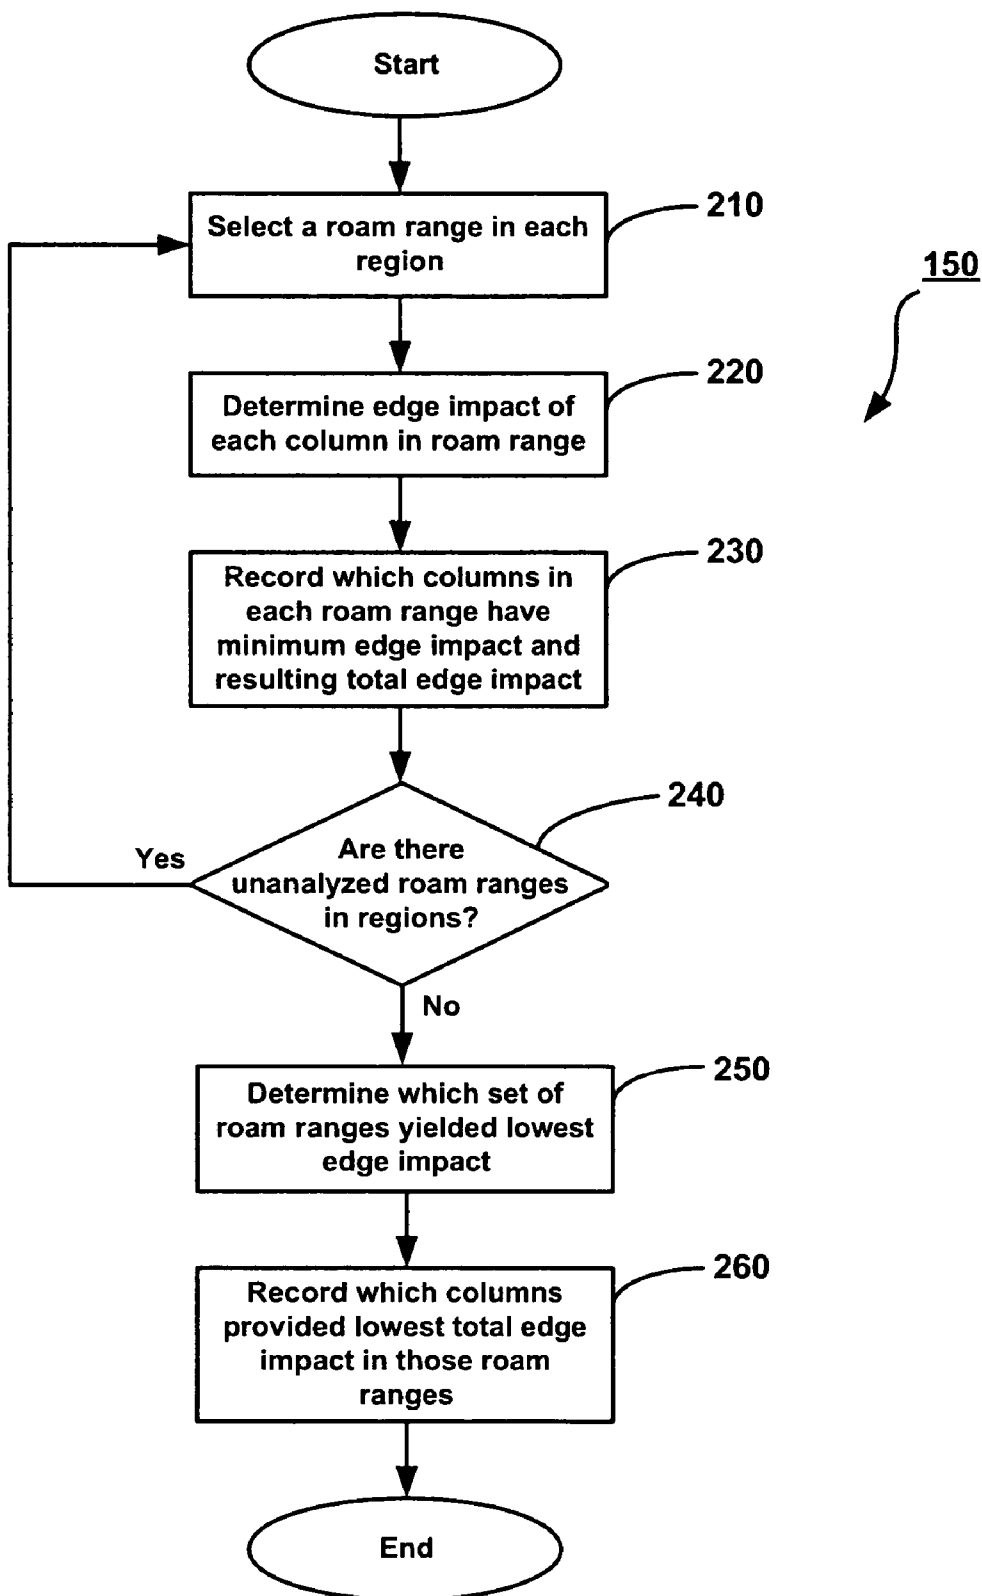 Start
Select a roam range in each
region
210
150
Determine edge impact of
each column in roam range
220
Record which columns in
each roam range have
minimum edge impact and
resulting total edge impact
230
Are there
unanalyzed roam ranges
in regions?
240
Yes
No
Determine which set of
roam ranges yielded lowest
edge impact
250
Record which columns
provided lowest total edge
impact in those roam
ranges
260
End